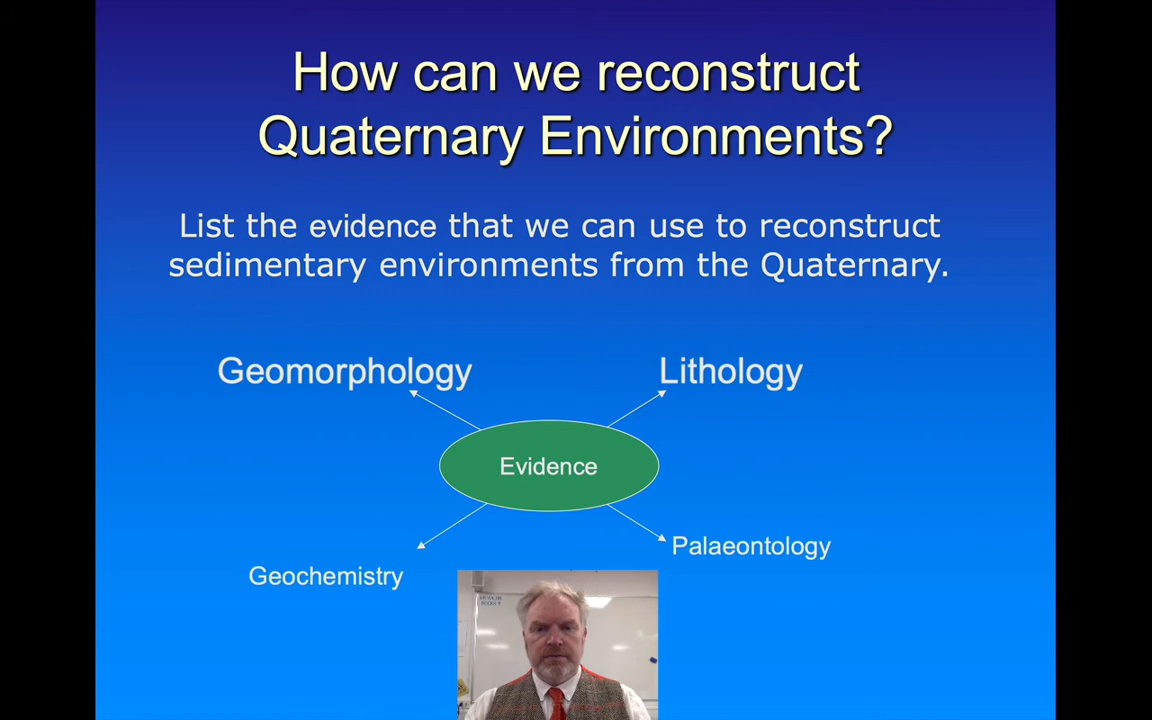 How can we reconstruct
Quaternary Environments?
List the evidence that we can use to reconstruct
sedimentary environments from the Quaternary.
Geomorphology
Lithology
Evidence
Palaeontology
Geochemistry